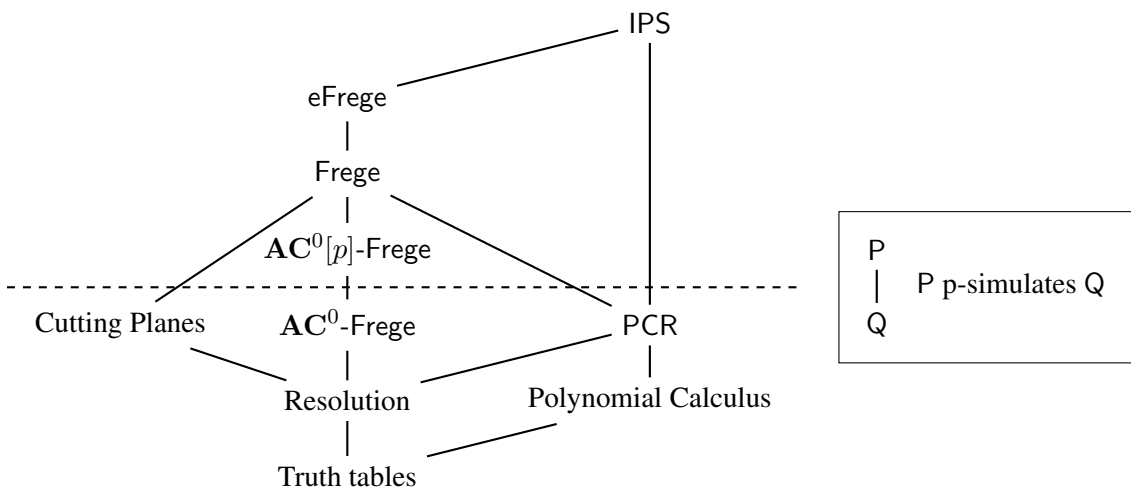 IPS
eFrege
Frege
AC⁰[p]-Frege
Cutting Planes
AC⁰-Frege
PCR
Resolution
Polynomial Calculus
Truth tables
P
P p-simulates Q
Q